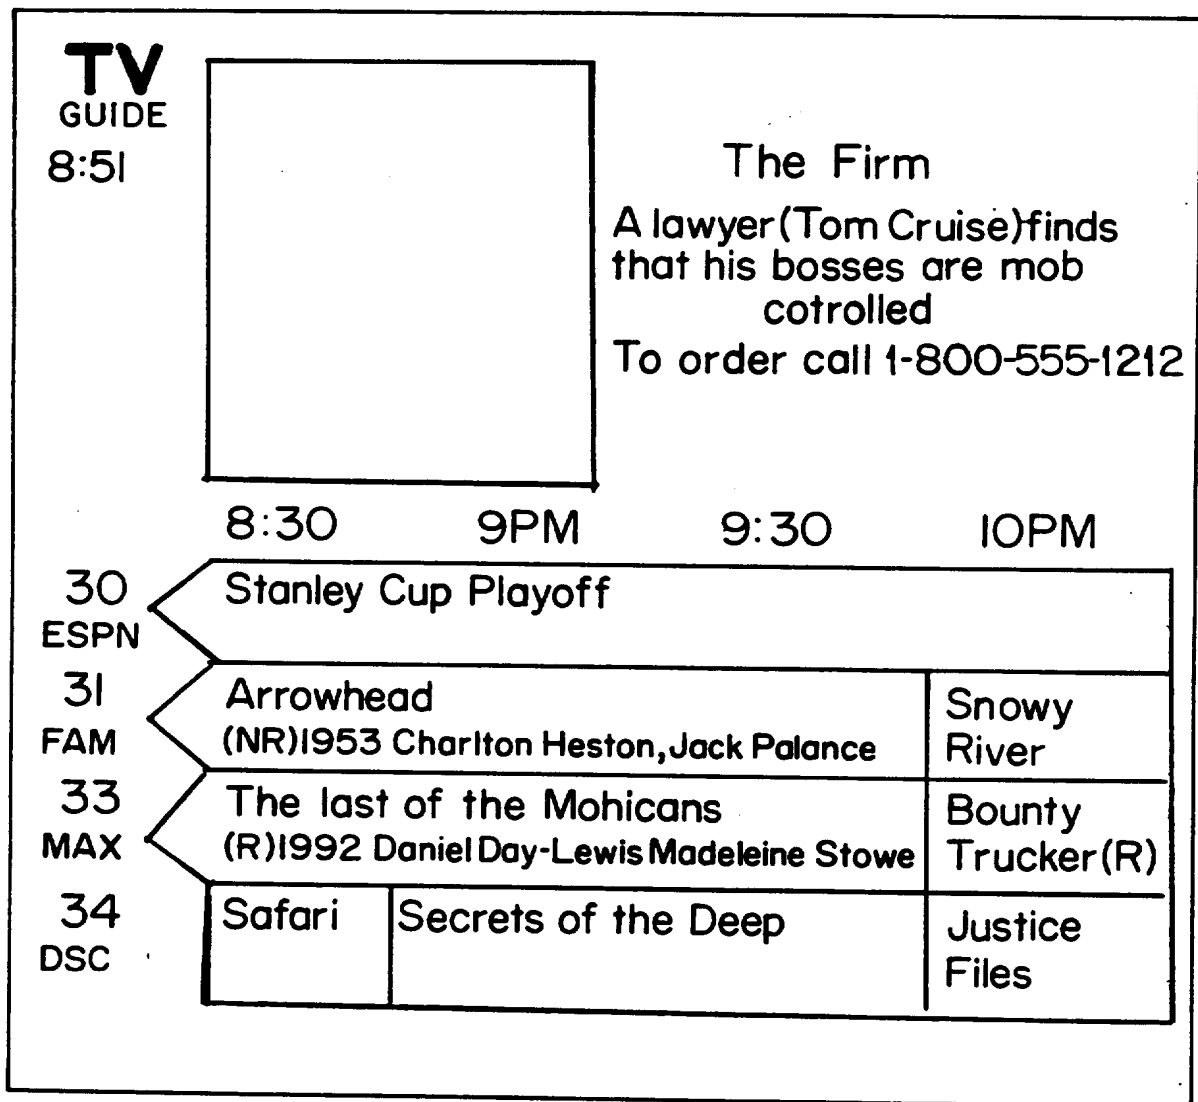 TV
GUIDE
8:51
The Firm
A lawyer(Tom Cruise)finds
that his bosses are mob
cotrolled
To order call 1-800-555-1212
8:30 9PM 9:30 10PM
30
ESPN
Stanley Cup Playoff
31
FAM
Arrowhead
(NR)1953 Charlton Heston,Jack Palance
Snowy
River
33
MAX
The last of the Mohicans
(R)1992 Daniel Day-Lewis Madeleine Stowe
Bounty
Trucker(R)
34
DSC
Safari
Secrets of the Deep
Justice
Files